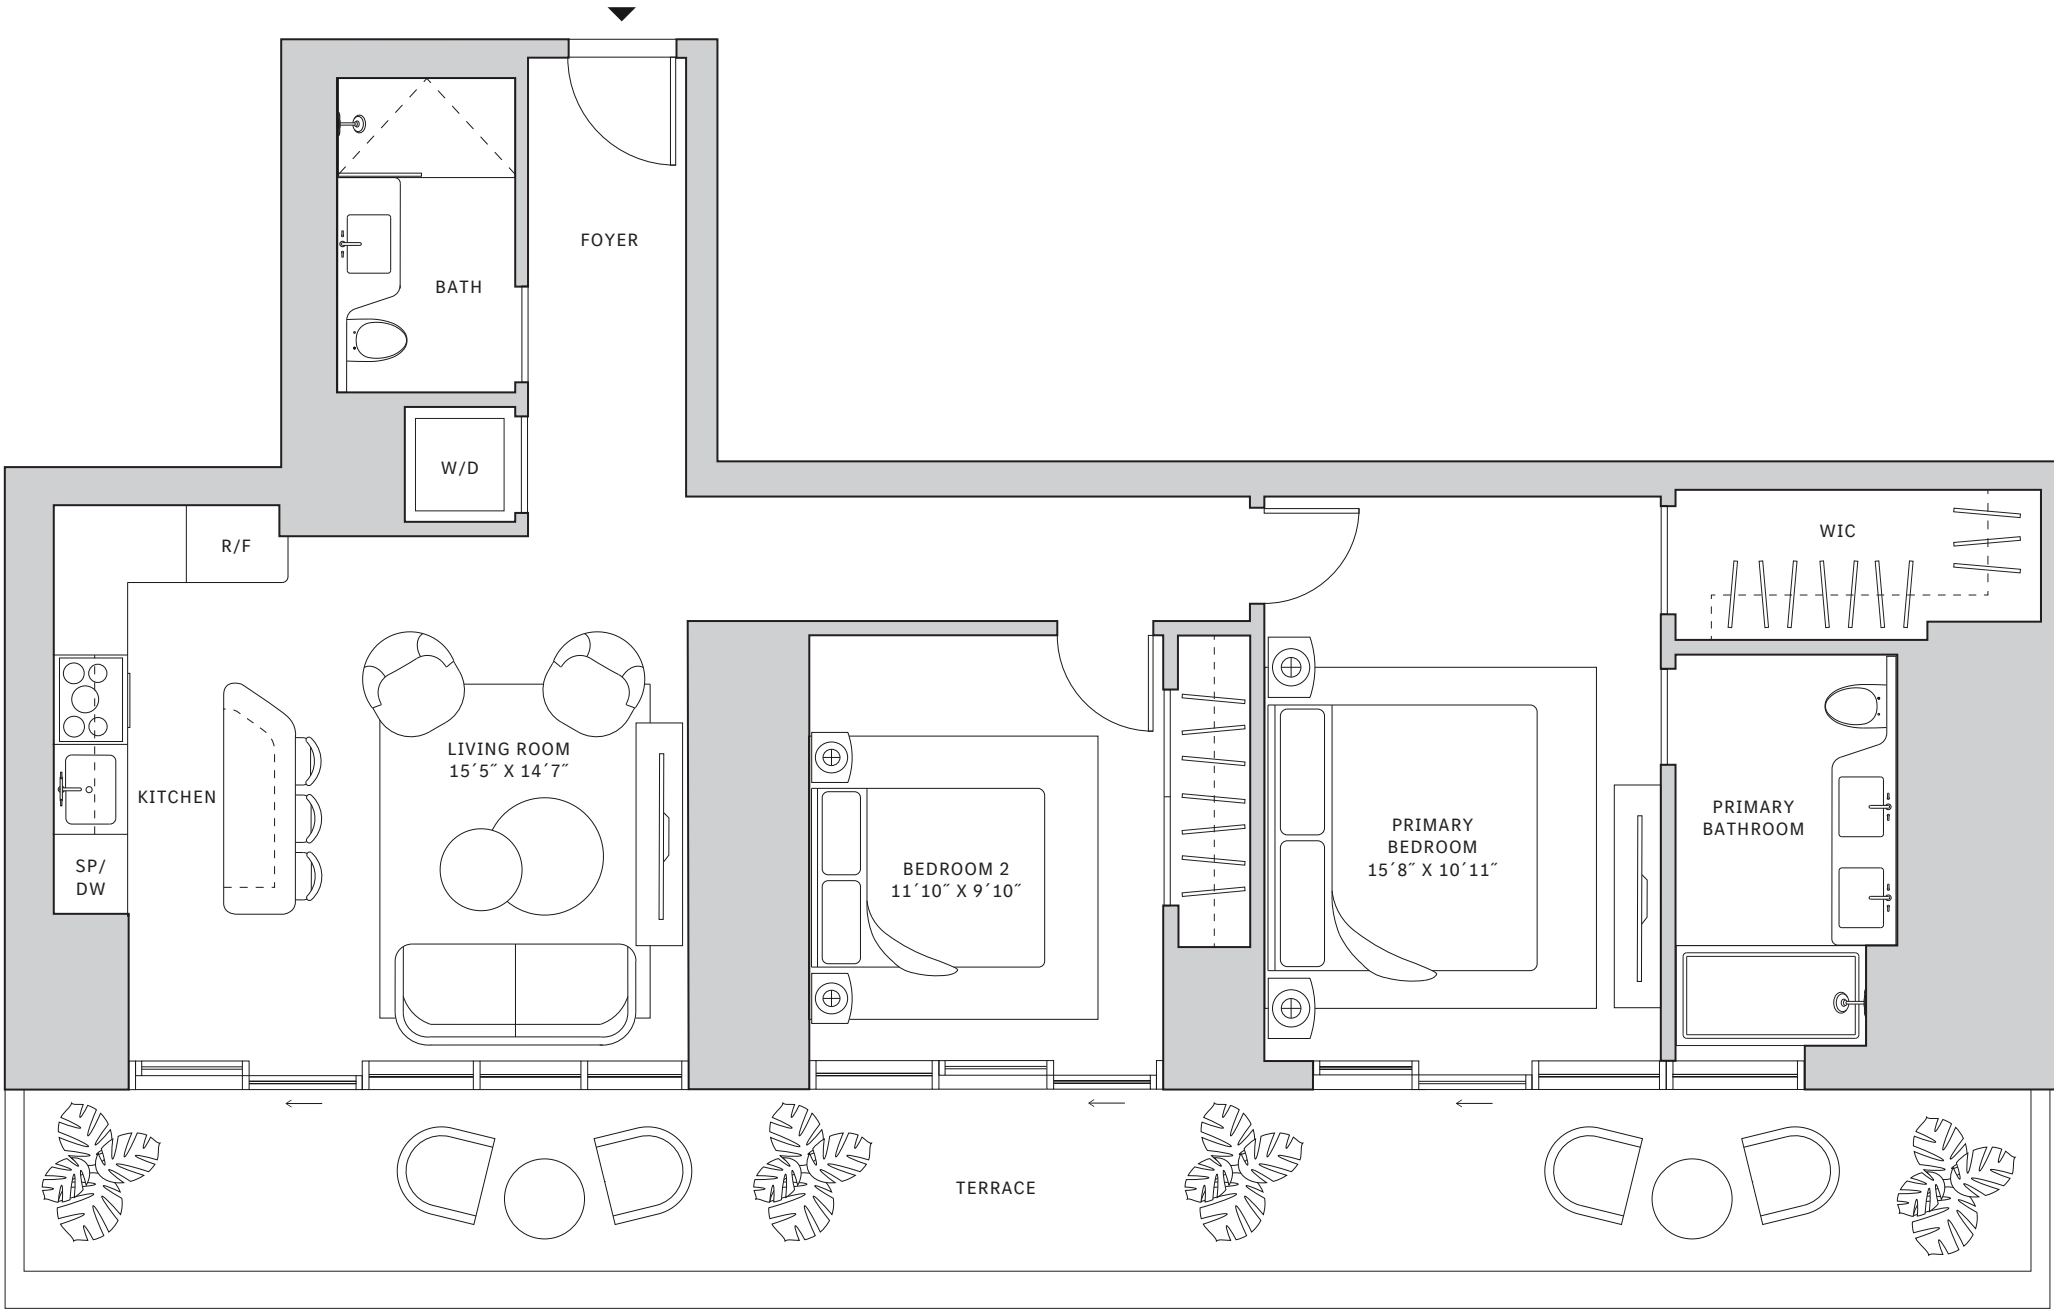 FOYER
BATH
W/D
R/F
WIC
LIVING ROOM
15´5˝ X 14´7˝
KITCHEN
SP/
DW
BEDROOM 2
11´10˝ X 9´10˝
PRIMARY
BEDROOM
15´8˝ X 10´11˝
PRIMARY
BATHROOM
TERRACE